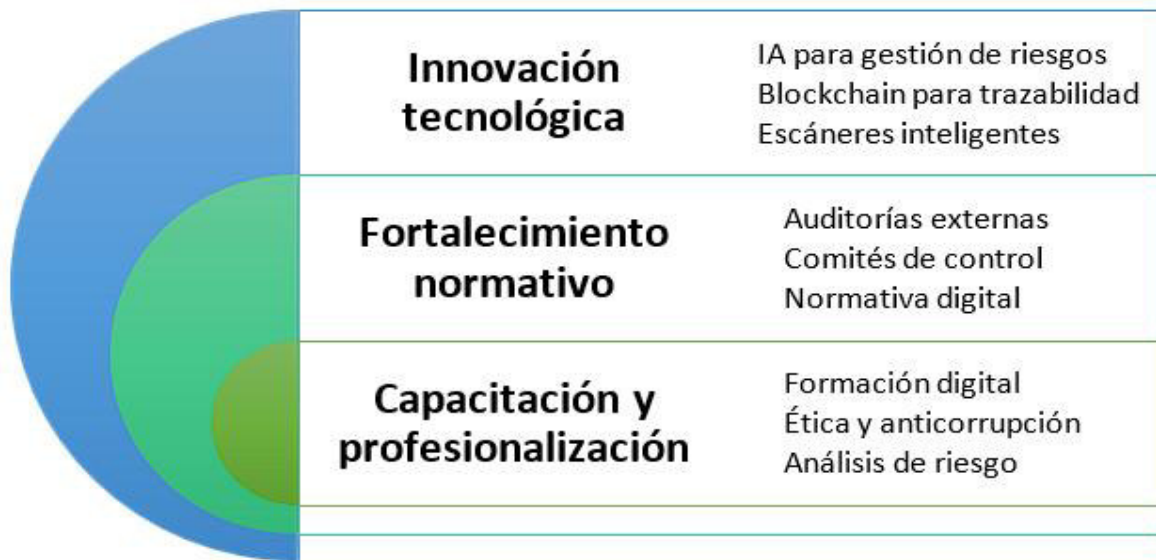 Innovación
tecnológica
IA para gestión de riesgos
Blockchain para trazabilidad
Escáneres inteligentes
Fortalecimiento
normativo
Auditorías externas
Comités de control
Normativa digital
Capacitación y
profesionalización
Formación digital
Ética y anticorrupción
Análisis de riesgo